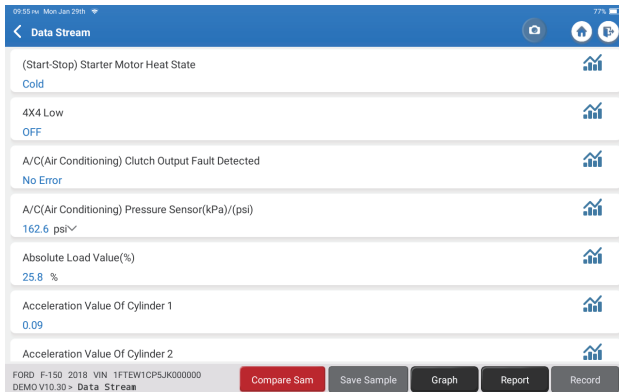 09:55 PM Mon Jan 29th
77%
Data Stream
(Start-Stop) Starter Motor Heat State
Cold
4X4 Low
OFF
A/C(Air Conditioning) Clutch Output Fault Detected
No Error
A/C(Air Conditioning) Pressure Sensor(kPa)/(psi)
162.6 psi
Absolute Load Value(%)
25.8 %
Acceleration Value Of Cylinder 1
0.09
Acceleration Value Of Cylinder 2
FORD F-150 2018 VIN 1FTEW1CP5JK000000
DEMO V10.30 > Data Stream
Compare Sam
Save Sample
Graph
Report
Record